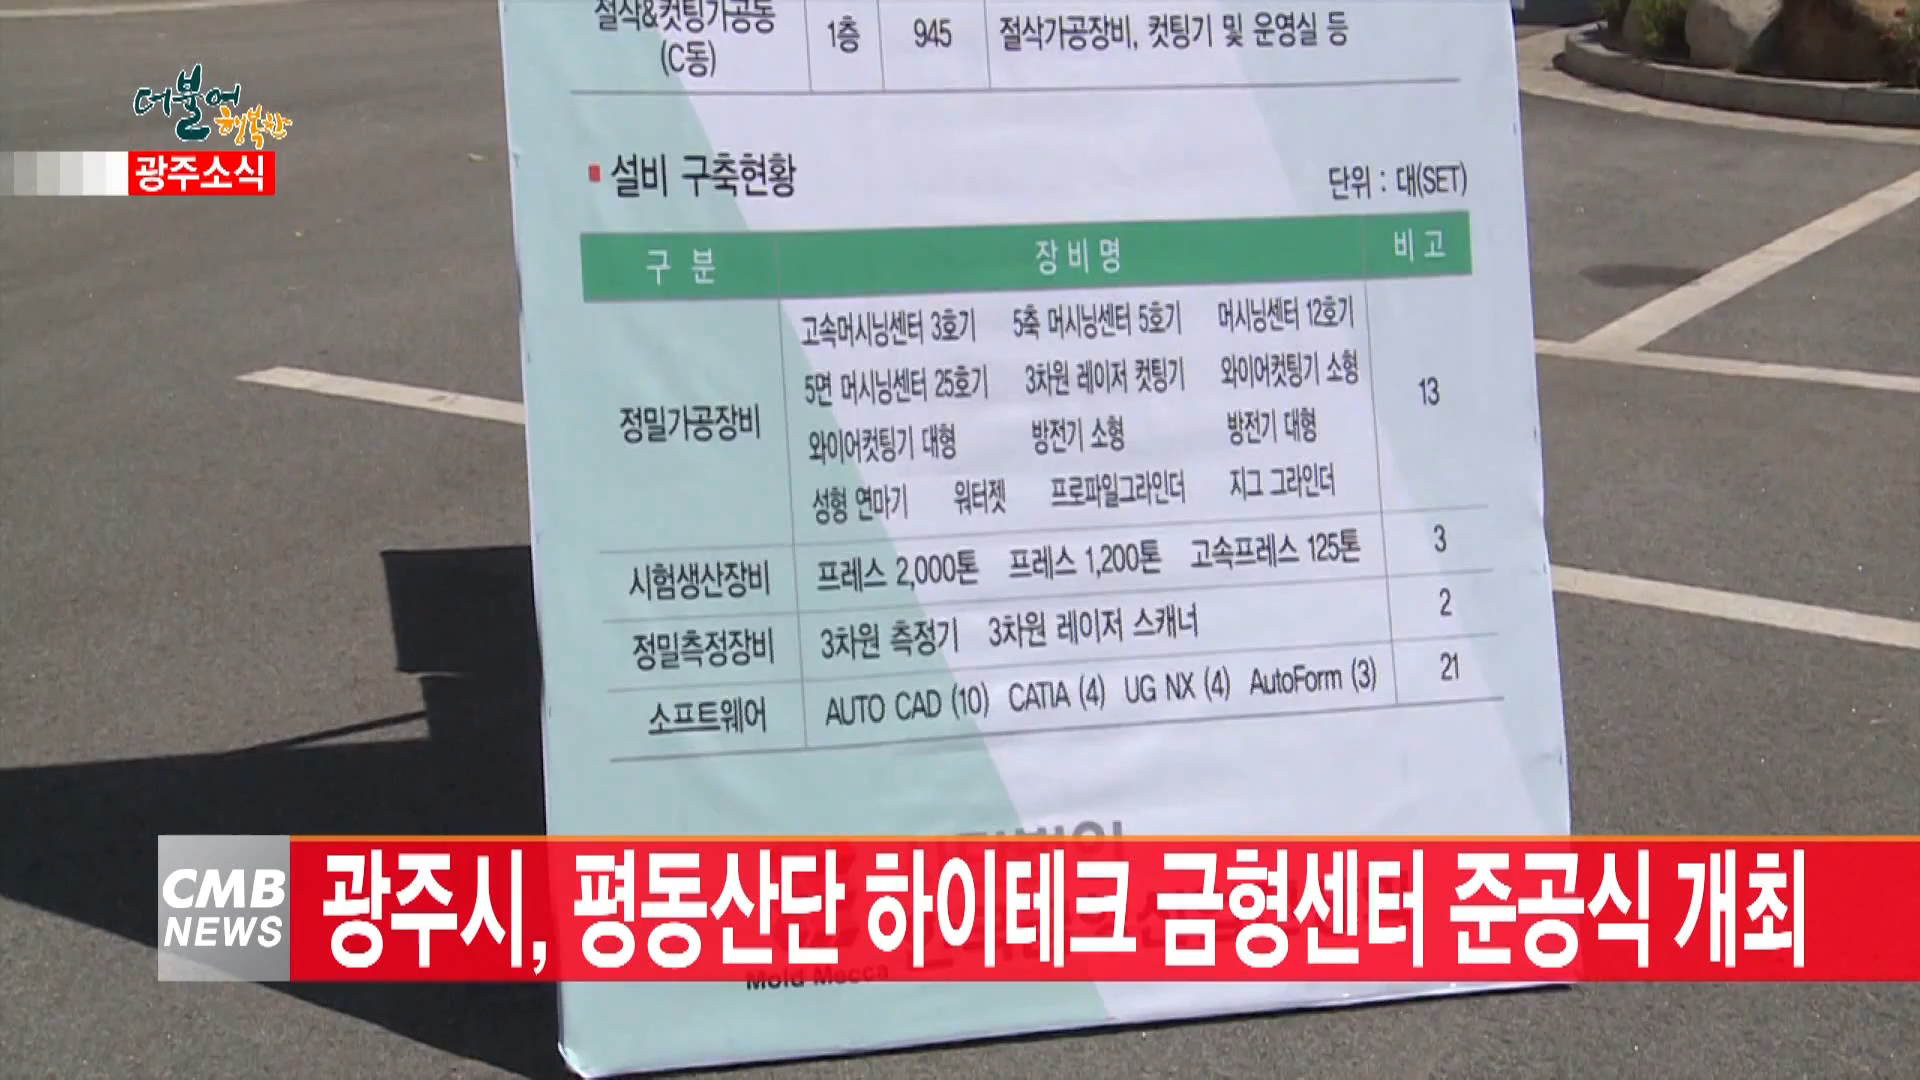 절삭&컷팅가공동
(C동)
1층
945
절삭가공장비, 컷팅기 및 운영실 등
더불어
행복한
광주소식
설비 구축현황
단위 : 대(SET)
구 분
장 비 명
비 고
정밀가공장비
고속머시닝센터 3호기 5축 머시닝센터 5호기 머시닝센터 12호기
5면 머시닝센터 25호기 3차원 레이저 컷팅기 와이어컷팅기 소형
와이어컷팅기 대형 방전기 소형 방전기 대형
성형 연마기 워터젯 프로파일그라인더 지그 그라인더
13
시험생산장비
프레스 2,000톤 프레스 1,200톤 고속프레스 125톤
3
정밀측정장비
3차원 측정기 3차원 레이저 스캐너
2
소프트웨어
AUTO CAD (10) CATIA (4) UG NX (4) AutoForm (3)
21
CMB
NEWS
광주시, 평동산단 하이테크 금형센터 준공식 개최
Mold Mecca